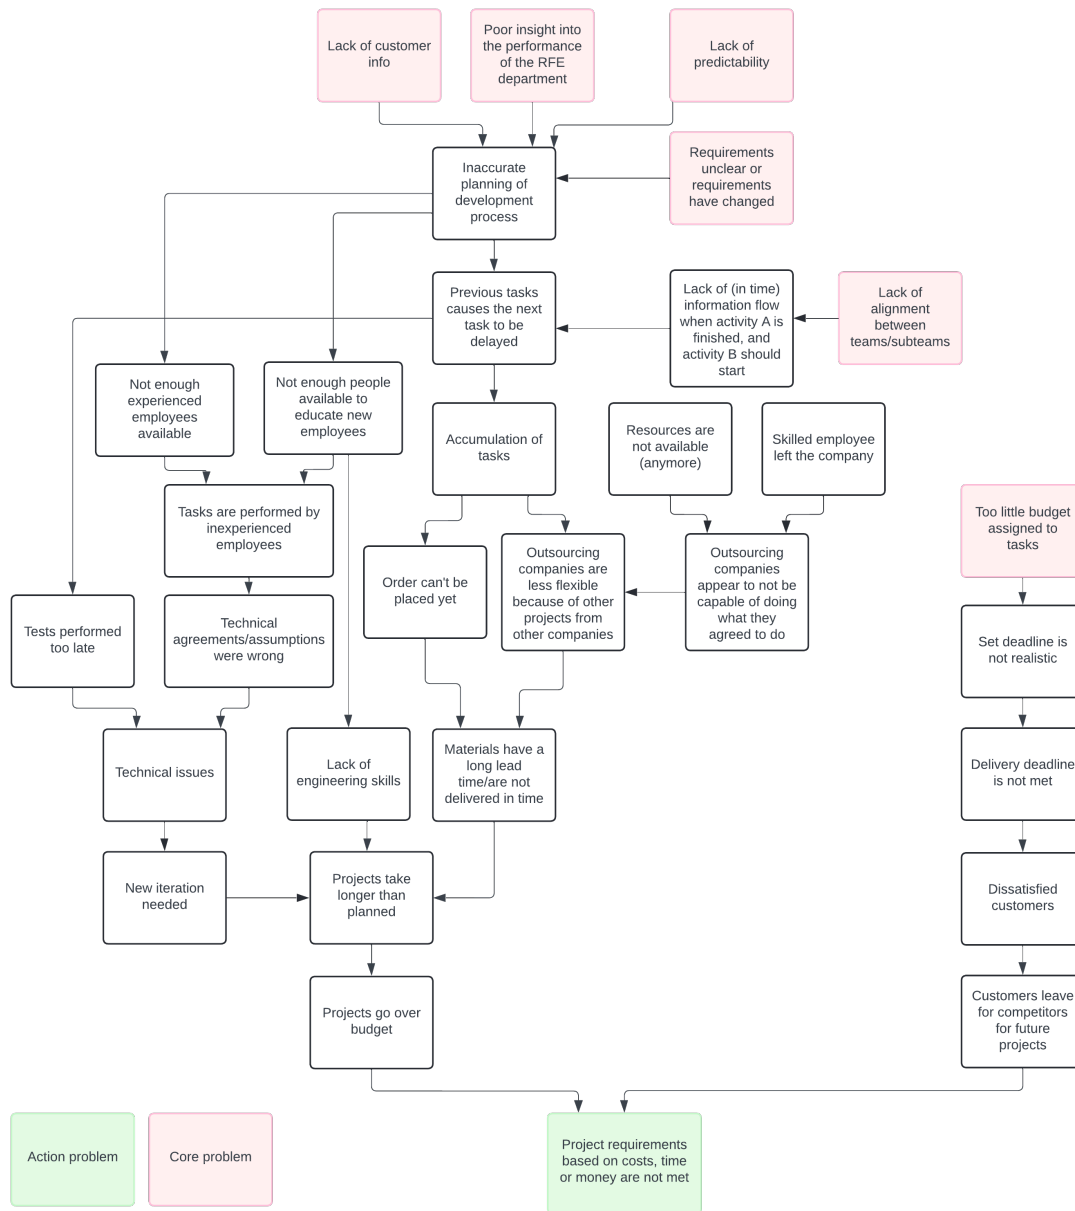 Lack of customer
info
Poor insight into
the performance
of the RFE
department
Lack of
predictability
Requirements
unclear or
requirements
have changed
Inaccurate
planning of
development
process
Previous tasks
causes the next
task to be
delayed
Lack of (in time)
information flow
when activity A is
finished, and
activity B should
start
Lack of
alignment
between
teams/subteams
Not enough
experienced
employees
available
Not enough people
available to
educate new
employees
Accumulation of
tasks
Resources are
not available
(anymore)
Skilled employee
left the company
Tasks are performed by
inexperienced
employees
Too little budget
assigned to
tasks
Order can't be
placed yet
Outsourcing
companies are
less flexible
because of other
projects from
other companies
Outsourcing
companies
appear to not be
capable of doing
what they
agreed to do
Tests performed
too late
Technical
agreements/assumptions
were wrong
Set deadline is
not realistic
Technical issues
Lack of
engineering skills
Materials have a
long lead
time/are not
delivered in time
Delivery deadline
is not met
New iteration
needed
Projects take
longer than
planned
Dissatisfied
customers
Projects go over
budget
Customers leave
for competitors
for future
projects
Action problem
Core problem
Project requirements
based on costs, time
or money are not met